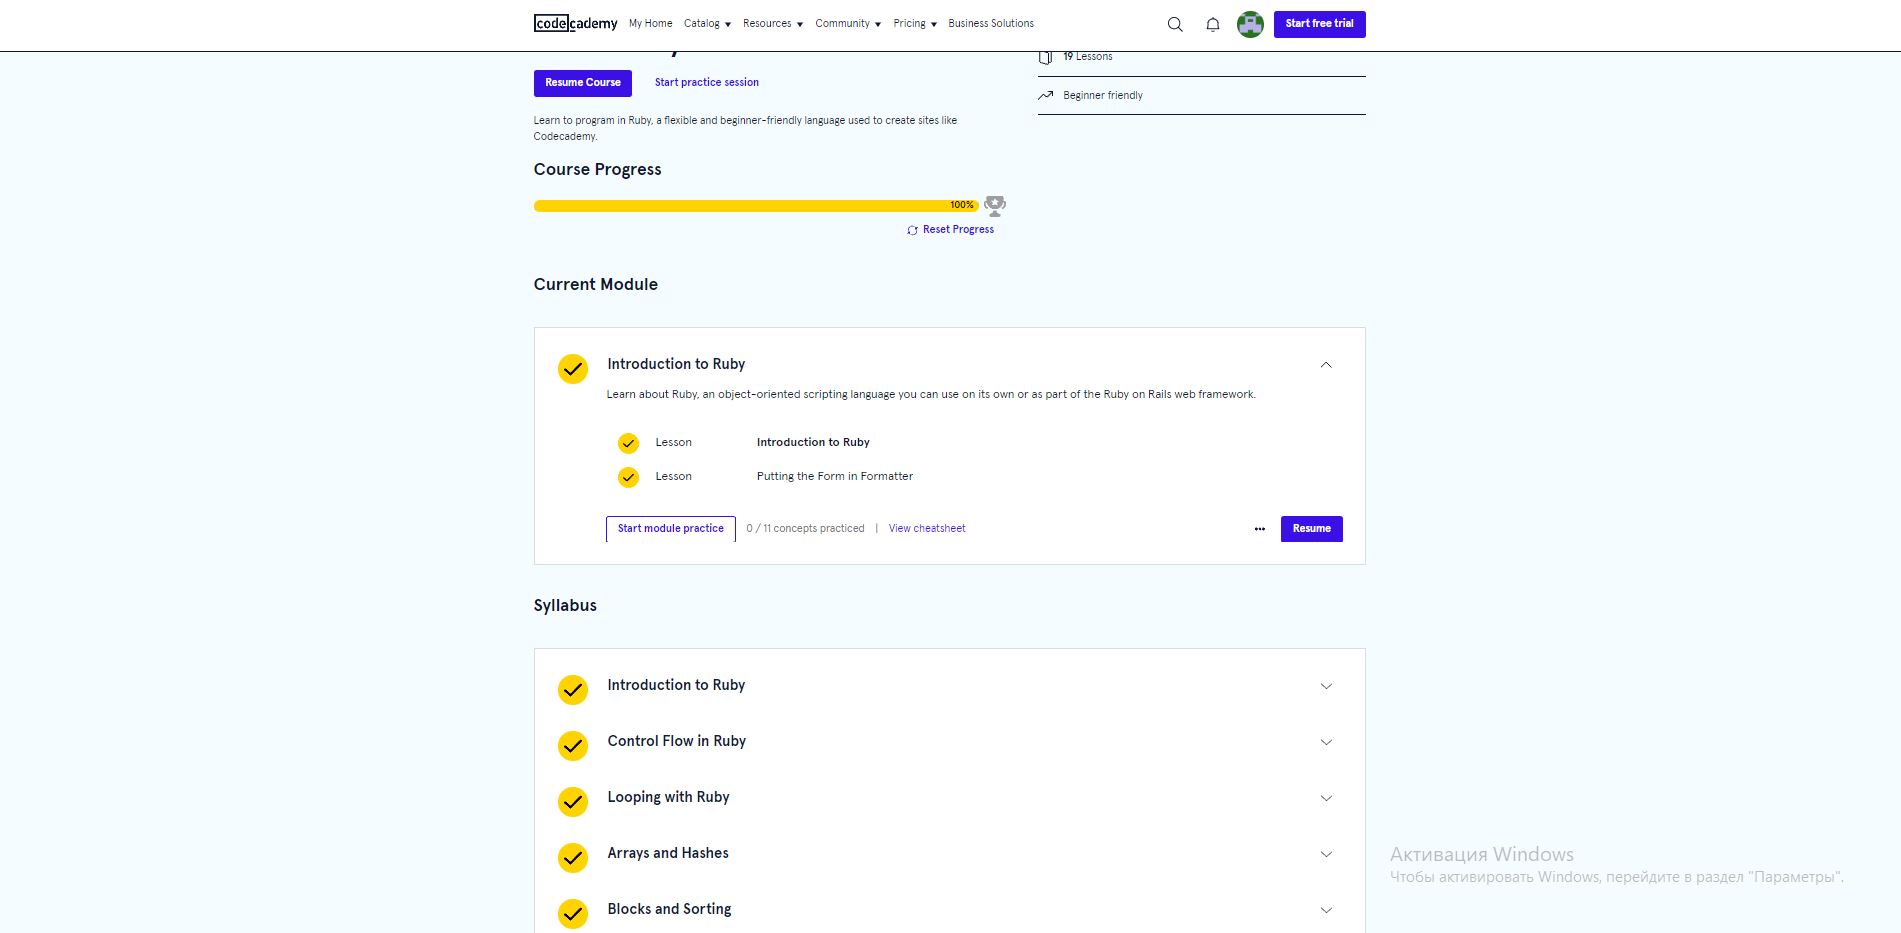 codecademy My Home Catalog Resources Community Pricing Business Solutions Start free trial
19 Lessons
Resume Course Start practice session
Beginner friendly
Learn to program in Ruby, a flexible and beginner-friendly language used to create sites like
Codecademy.
Course Progress
100%
Reset Progress
Current Module
Introduction to Ruby
Learn about Ruby, an object-oriented scripting language you can use on its own or as part of the Ruby on Rails web framework.
Lesson Introduction to Ruby
Lesson Putting the Form in Formatter
Start module practice 0 / 11 concepts practiced | View cheatsheet ••• Resume
Syllabus
Introduction to Ruby
Control Flow in Ruby
Looping with Ruby
Arrays and Hashes
Blocks and Sorting
Активация Windows
Чтобы активировать Windows, перейдите в раздел "Параметры".